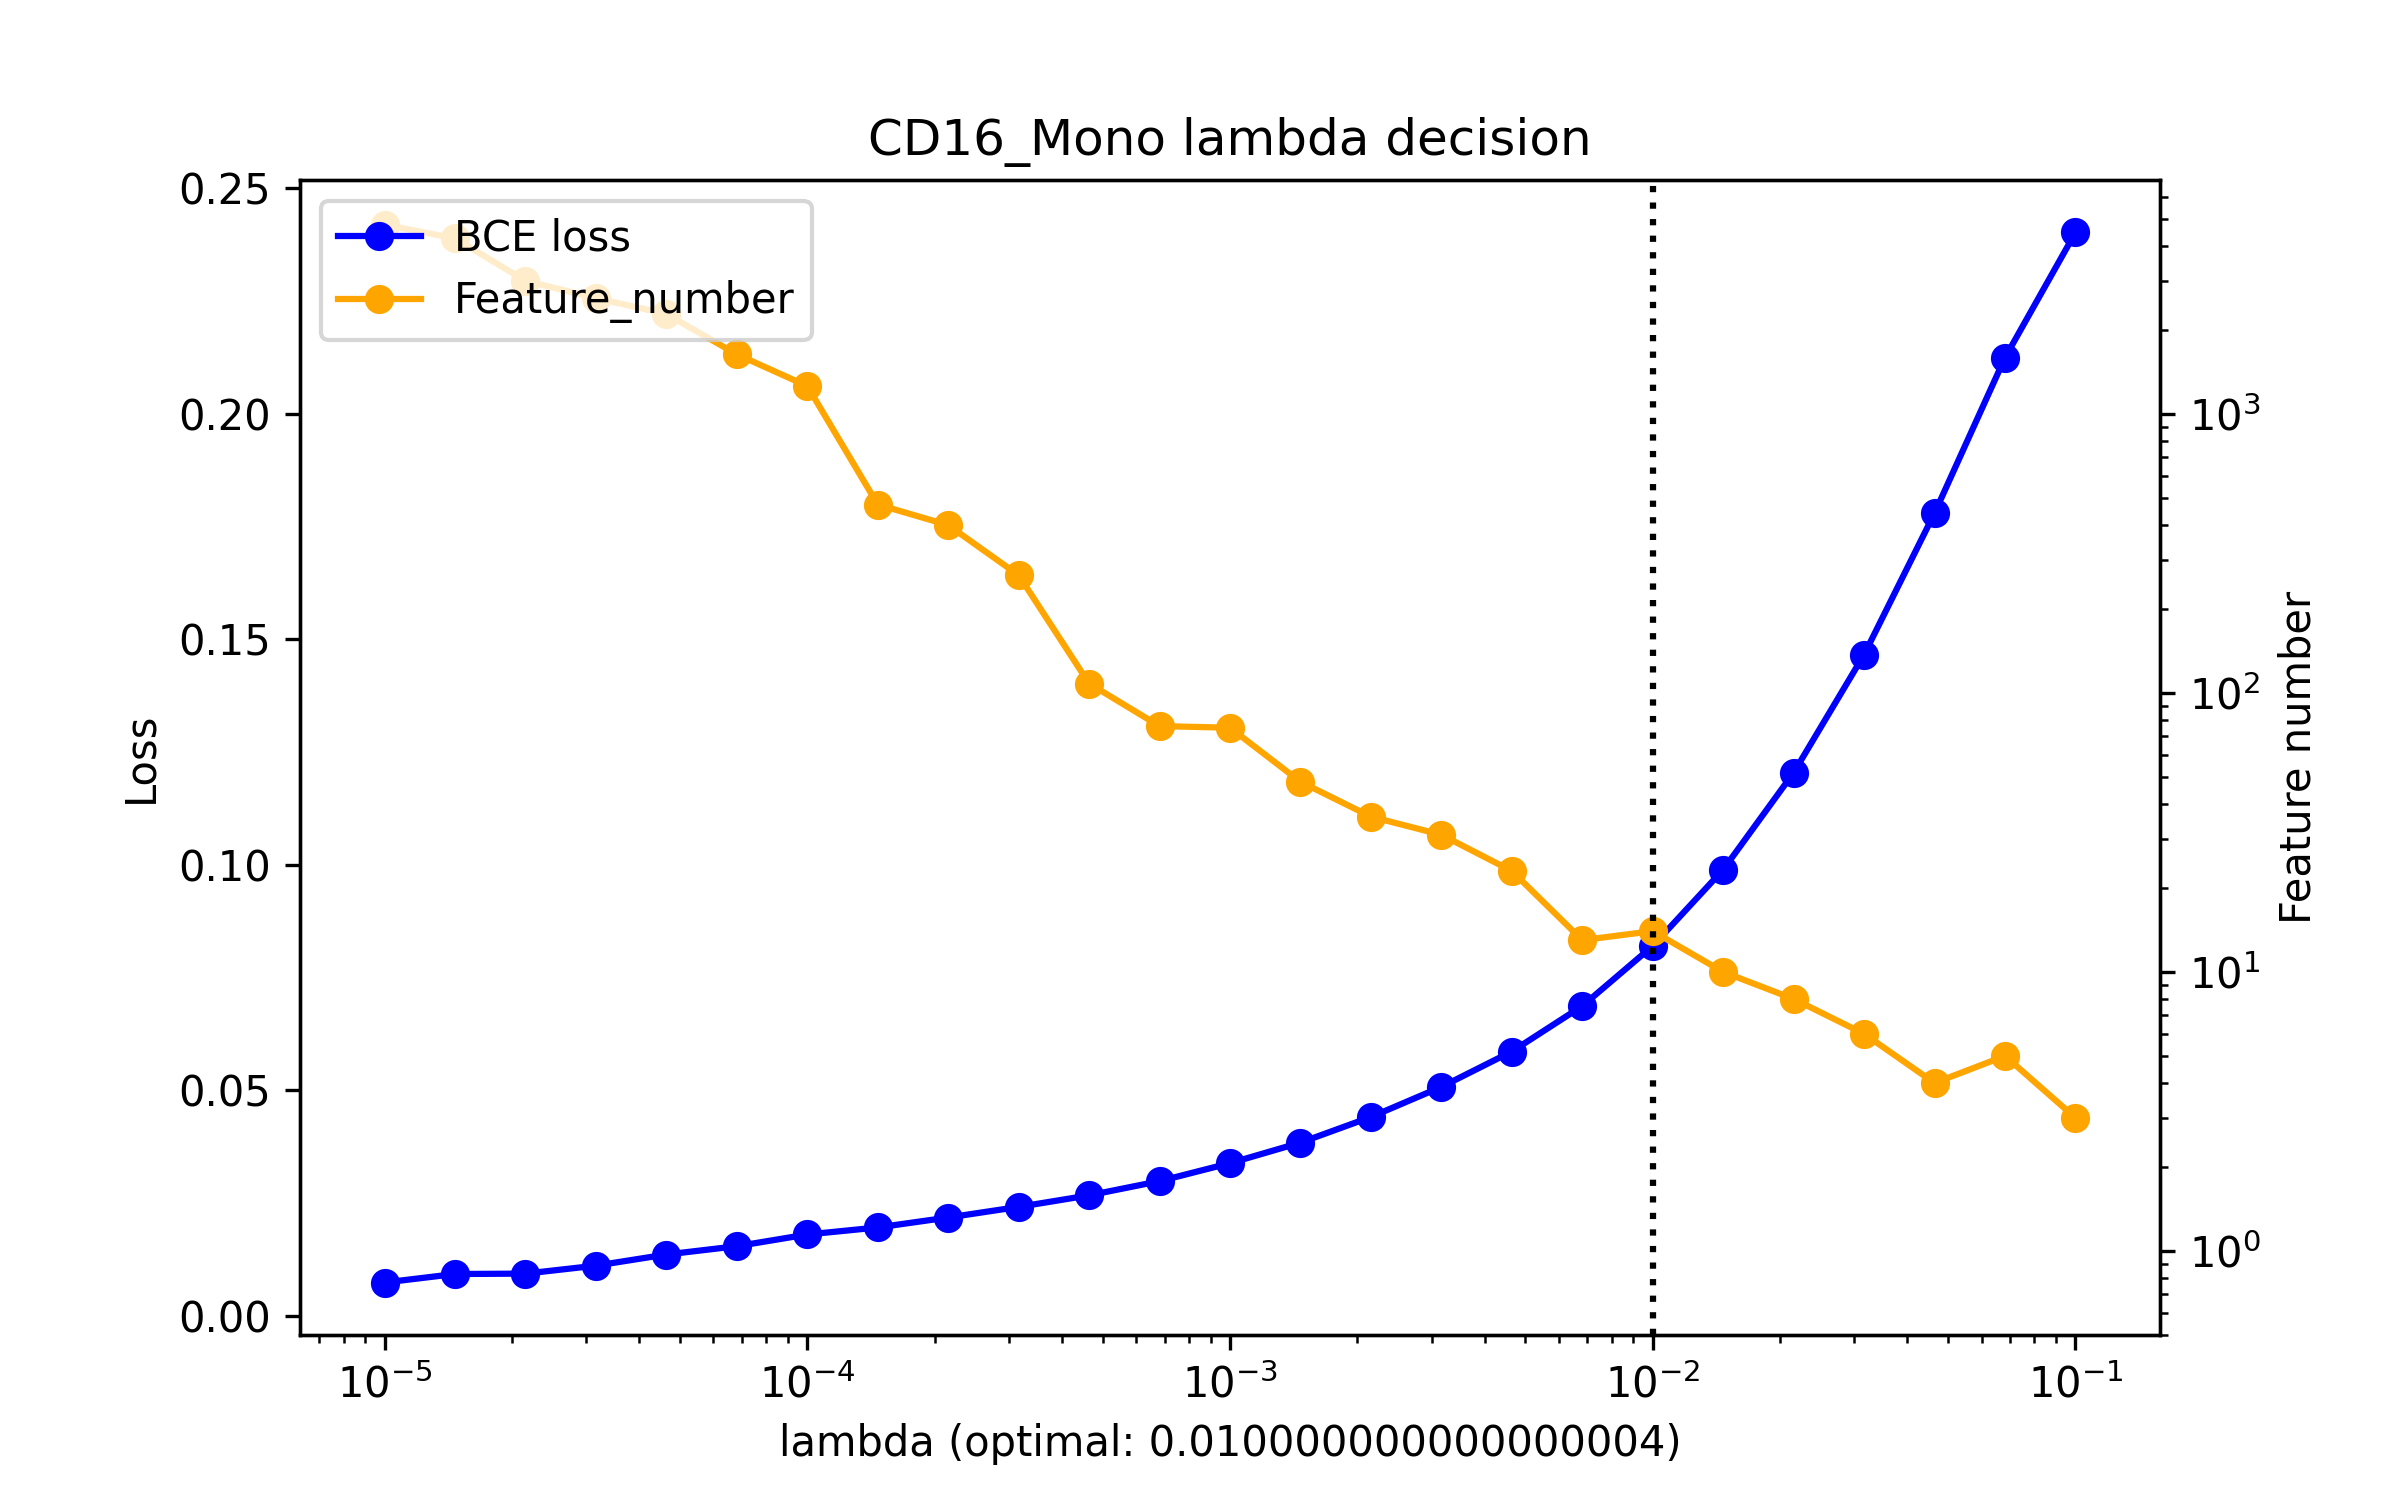 CD16_Mono lambda decision
BCE loss
Feature_number
0.25
0.20
0.15
0.10
0.05
0.00
Loss
10³
10²
10¹
10⁰
Feature number
10⁻⁵ 10⁻⁴ 10⁻³ 10⁻² 10⁻¹
lambda (optimal: 0.010000000000000004)